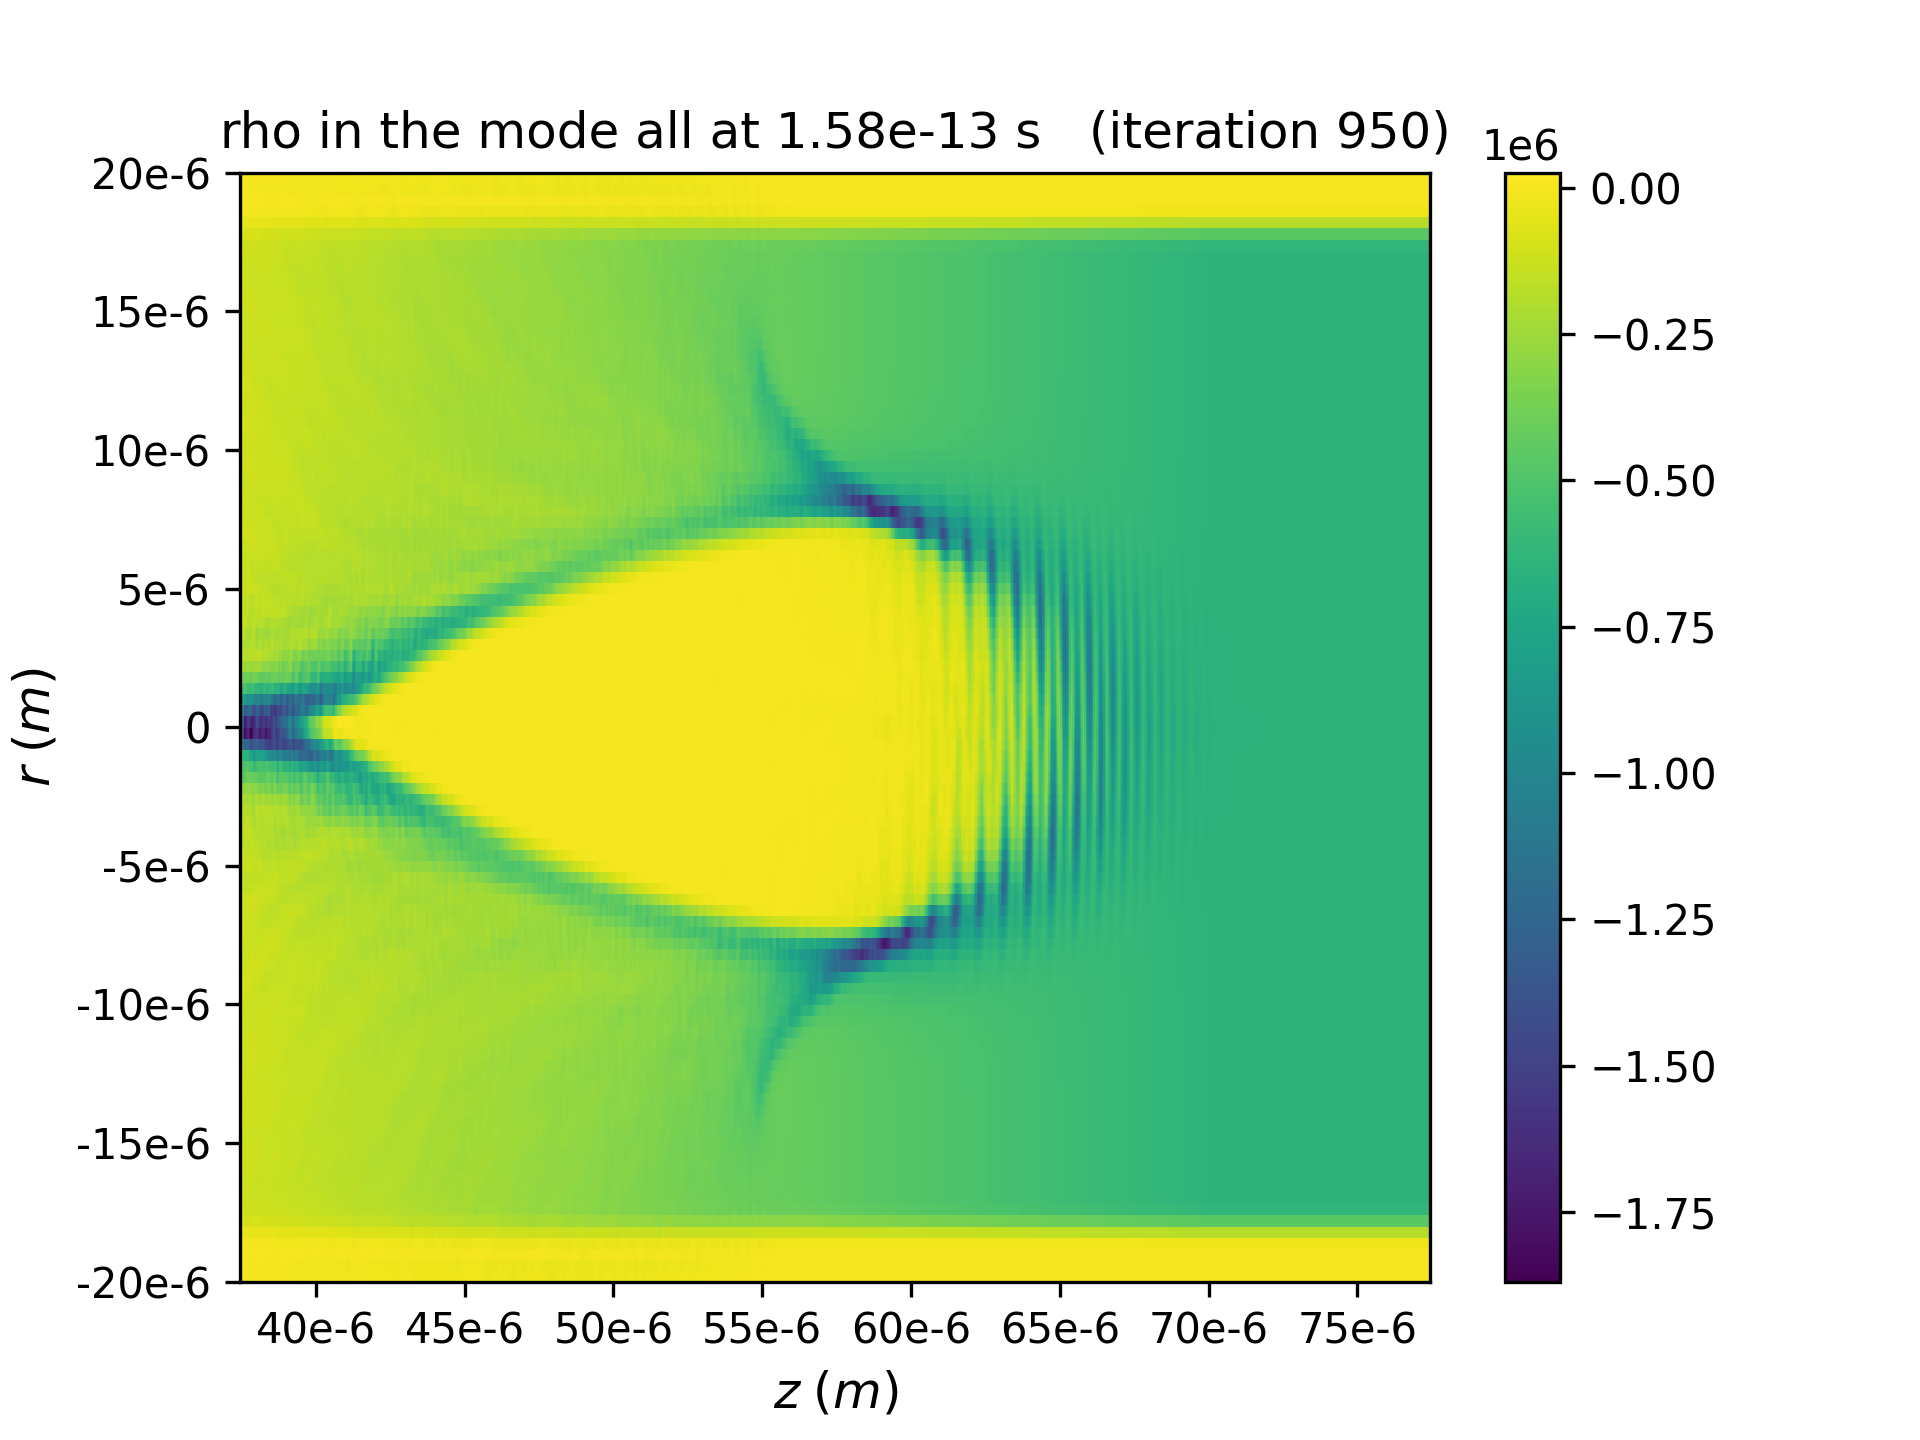 rho in the mode all at 1.58e-13 s (iteration 950)
1e6
20e-6
15e-6
10e-6
5e-6
0
-5e-6
-10e-6
-15e-6
-20e-6
r (m)
40e-6 45e-6 50e-6 55e-6 60e-6 65e-6 70e-6 75e-6
z (m)
0.00
−0.25
−0.50
−0.75
−1.00
−1.25
−1.50
−1.75